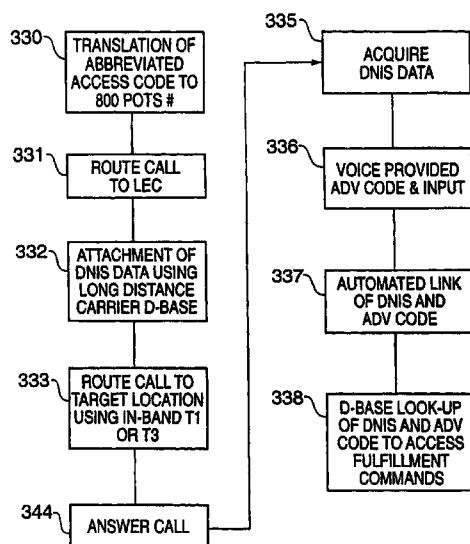 330
TRANSLATION OF
ABBREVIATED
ACCESS CODE TO
800 POTS #
331
ROUTE CALL
TO LEC
332
ATTACHMENT OF
DNIS DATA USING
LONG DISTANCE
CARRIER D-BASE
333
ROUTE CALL TO
TARGET LOCATION
USING IN-BAND T1
OR T3
344
ANSWER CALL
335
ACQUIRE
DNIS DATA
336
VOICE PROVIDED
ADV CODE & INPUT
337
AUTOMATED LINK
OF DNIS AND
ADV CODE
338
D-BASE LOOK-UP
OF DNIS AND ADV
CODE TO ACCESS
FULFILLMENT
COMMANDS